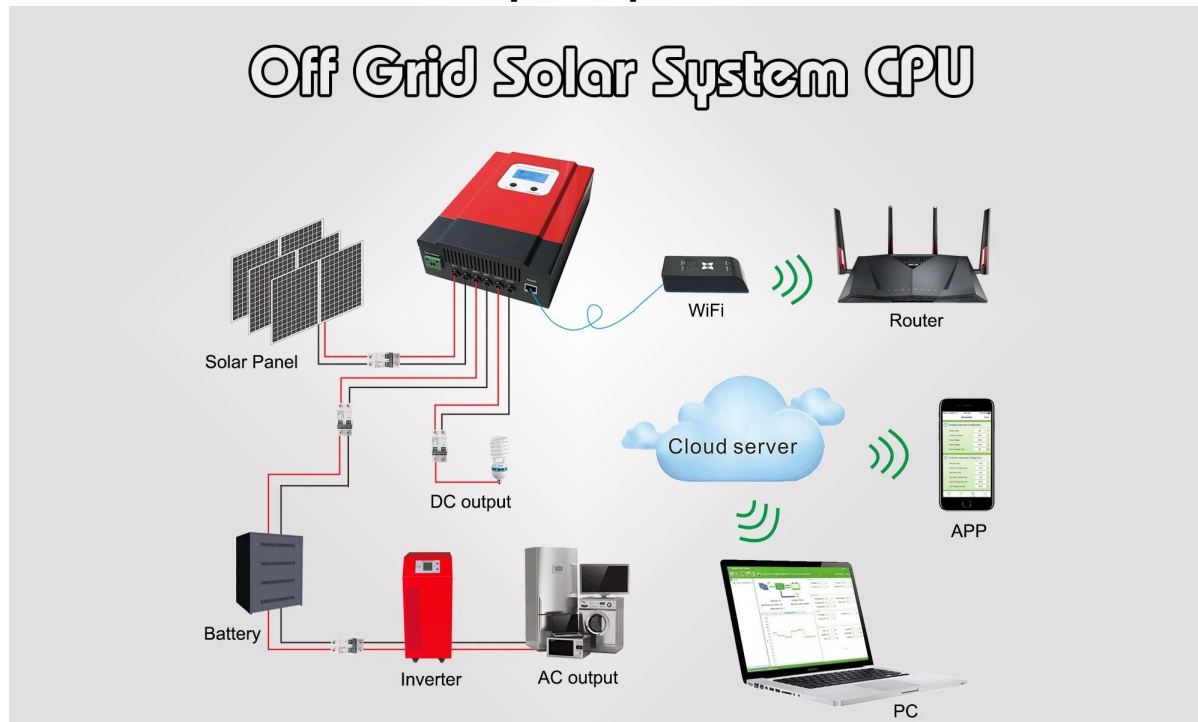 Off Grid Solar System CPU
Solar Panel
WiFi
Router
Cloud server
DC output
APP
Battery
Inverter
AC output
PC